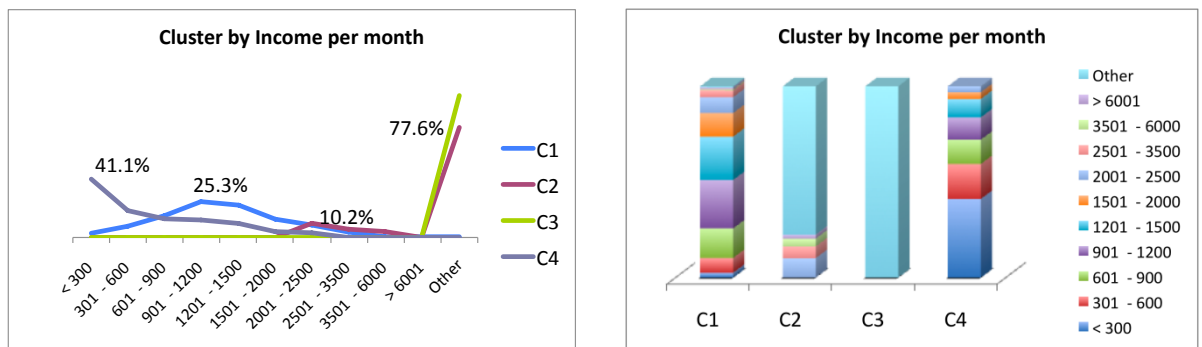 Cluster by Income per month
41.1%
25.3%
10.2%
77.6%
C1
C2
C3
C4
< 300
301 - 600
601 - 900
901 - 1200
1201 - 1500
1501 - 2000
2001 - 2500
2501 - 3500
3501 - 6000
> 6001
Other
Cluster by Income per month
Other
> 6001
3501 - 6000
2501 - 3500
2001 - 2500
1501 - 2000
1201 - 1500
901 - 1200
601 - 900
301 - 600
< 300
C1 C2 C3 C4